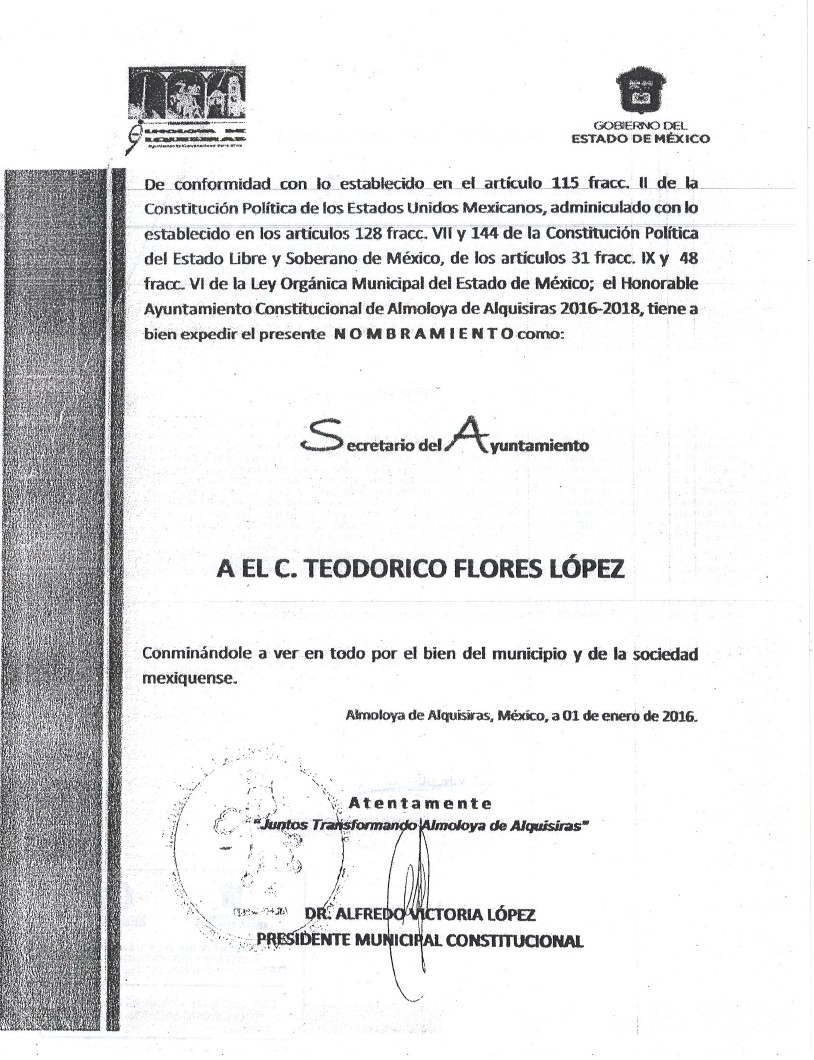 ALMOLOYA DE
ALQUISIRAS
GOBIERNO DEL
ESTADO DE MÉXICO
De conformidad con lo establecido en el artículo 115 fracc. II de la
Constitución Política de los Estados Unidos Mexicanos, adminiculado con lo
establecido en los artículos 128 fracc. VII y 144 de la Constitución Política
del Estado Libre y Soberano de México, de los artículos 31 fracc. IX y 48
fracc. VI de la Ley Orgánica Municipal del Estado de México; el Honorable
Ayuntamiento Constitucional de Almoloya de Alquisiras 2016-2018, tiene a
bien expedir el presente N O M B R A M I E N T O como:
Secretario del Ayuntamiento
A EL C. TEODORICO FLORES LÓPEZ
Conminándole a ver en todo por el bien del municipio y de la sociedad
mexiquense.
Almoloya de Alquisiras, México, a 01 de enero de 2016.
Atentamente
"Juntos Transformando Almoloya de Alquisiras"
DR. ALFREDO VICTORIA LÓPEZ
PRESIDENTE MUNICIPAL CONSTITUCIONAL